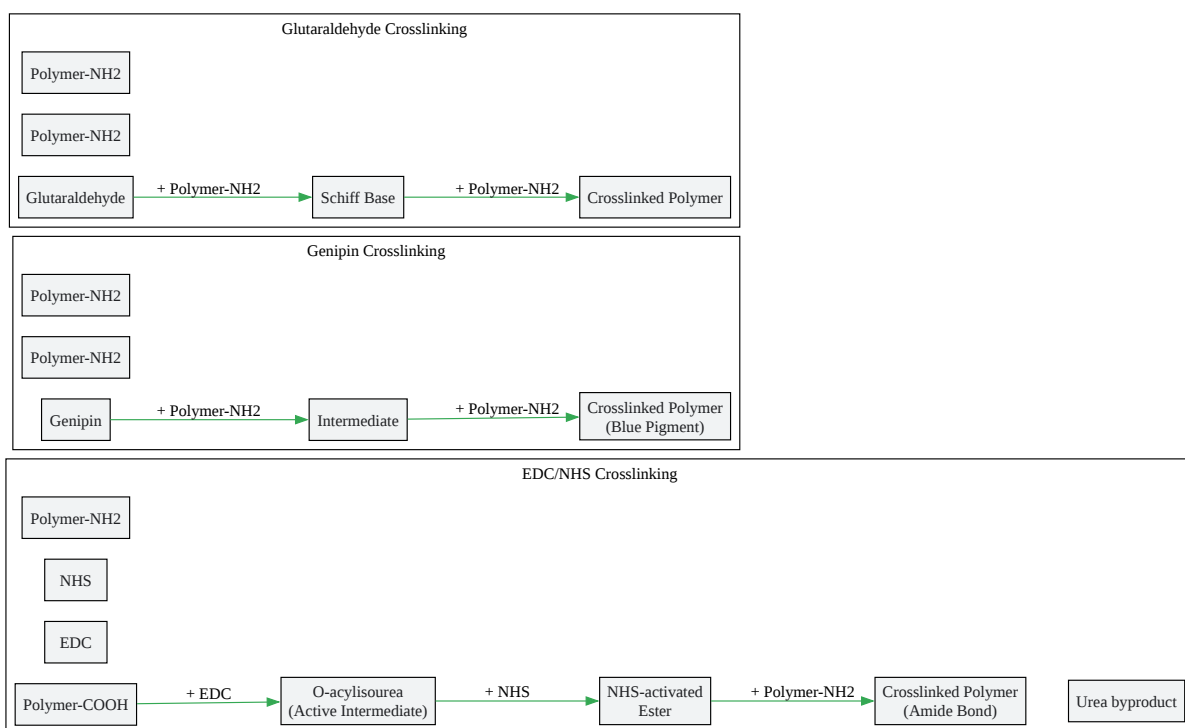 Glutaraldehyde Crosslinking
Polymer-NH2
Polymer-NH2
Glutaraldehyde
+ Polymer-NH2
Schiff Base
+ Polymer-NH2
Crosslinked Polymer
Genipin Crosslinking
Polymer-NH2
Polymer-NH2
Genipin
+ Polymer-NH2
Intermediate
+ Polymer-NH2
Crosslinked Polymer
(Blue Pigment)
EDC/NHS Crosslinking
Polymer-NH2
NHS
EDC
Polymer-COOH
+ EDC
O-acylisourea
(Active Intermediate)
+ NHS
NHS-activated
Ester
+ Polymer-NH2
Crosslinked Polymer
(Amide Bond)
Urea byproduct